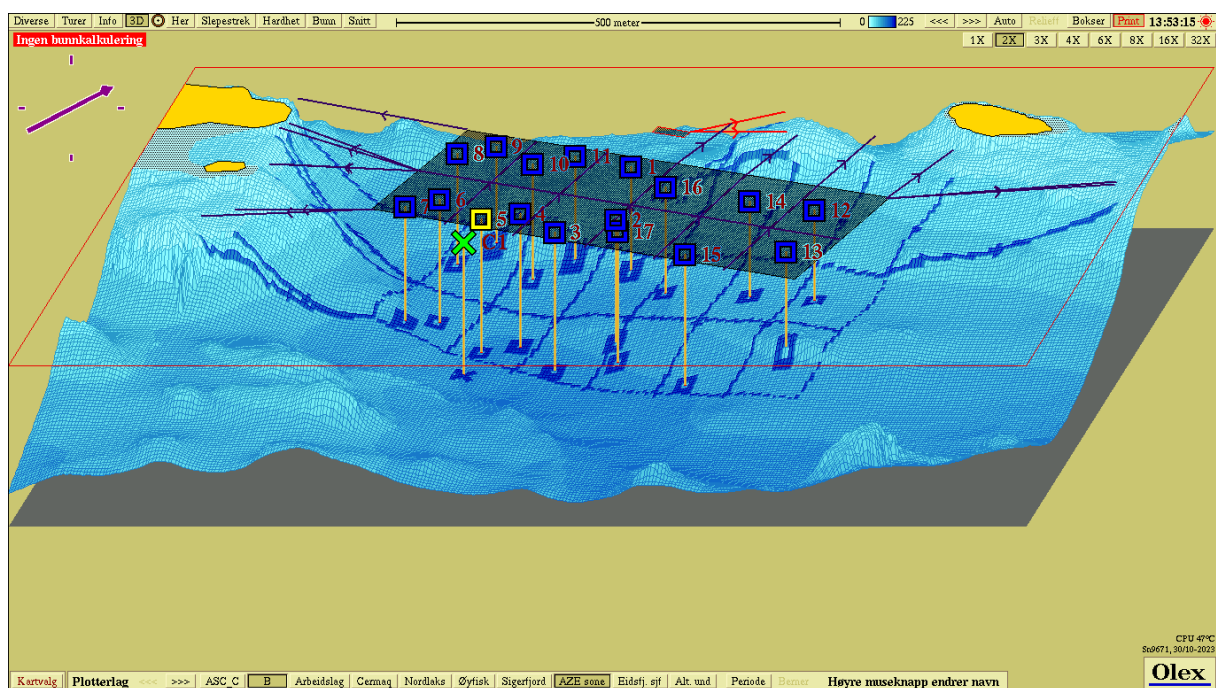 Diverse Turer Info 3D Her Slepestrek Hardhet Bunn Snitt 500 meter 0 225 <<< >>> Auto Relieff Bokser Print 13:53:15
Ingen bunnkalkulering 1X 2X 3X 4X 6X 8X 16X 32X
8 9 10 11 1
16
6 14
7 5 4 2 12
C1 3 17
15 13
CPU 47°C
Sn9671, 30/10-2023
Olex
Kartvalg Plotterlag <<< >>> ASC_C B Arbeidslag Cermaq Nordlaks Øyfisk Sigerfjord AZE sone Eidsfj. sjf Alt. und Periode Høyre museknapp endrer navn